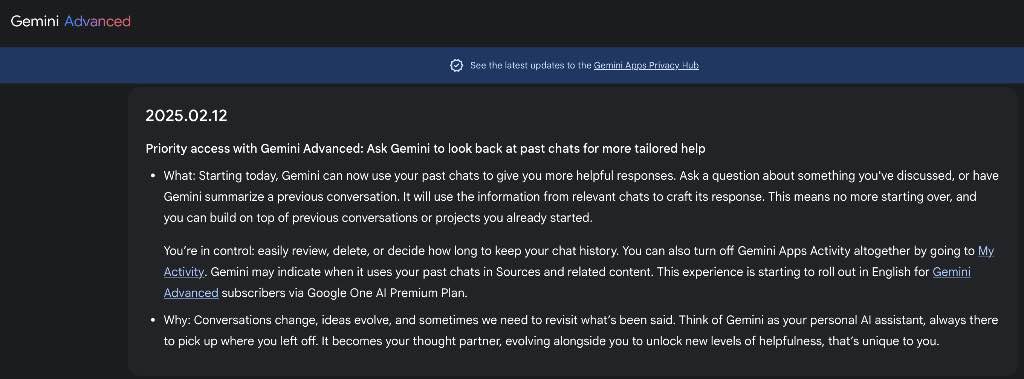 Gemini Advanced
See the latest updates to the Gemini Apps Privacy Hub
2025.02.12
Priority access with Gemini Advanced: Ask Gemini to look back at past chats for more tailored help
• What: Starting today, Gemini can now use your past chats to give you more helpful responses. Ask a question about something you've discussed, or have
Gemini summarize a previous conversation. It will use the information from relevant chats to craft its response. This means no more starting over, and
you can build on top of previous conversations or projects you already started.
You're in control: easily review, delete, or decide how long to keep your chat history. You can also turn off Gemini Apps Activity altogether by going to My
Activity. Gemini may indicate when it uses your past chats in Sources and related content. This experience is starting to roll out in English for Gemini
Advanced subscribers via Google One AI Premium Plan.
• Why: Conversations change, ideas evolve, and sometimes we need to revisit what's been said. Think of Gemini as your personal AI assistant, always there
to pick up where you left off. It becomes your thought partner, evolving alongside you to unlock new levels of helpfulness, that's unique to you.